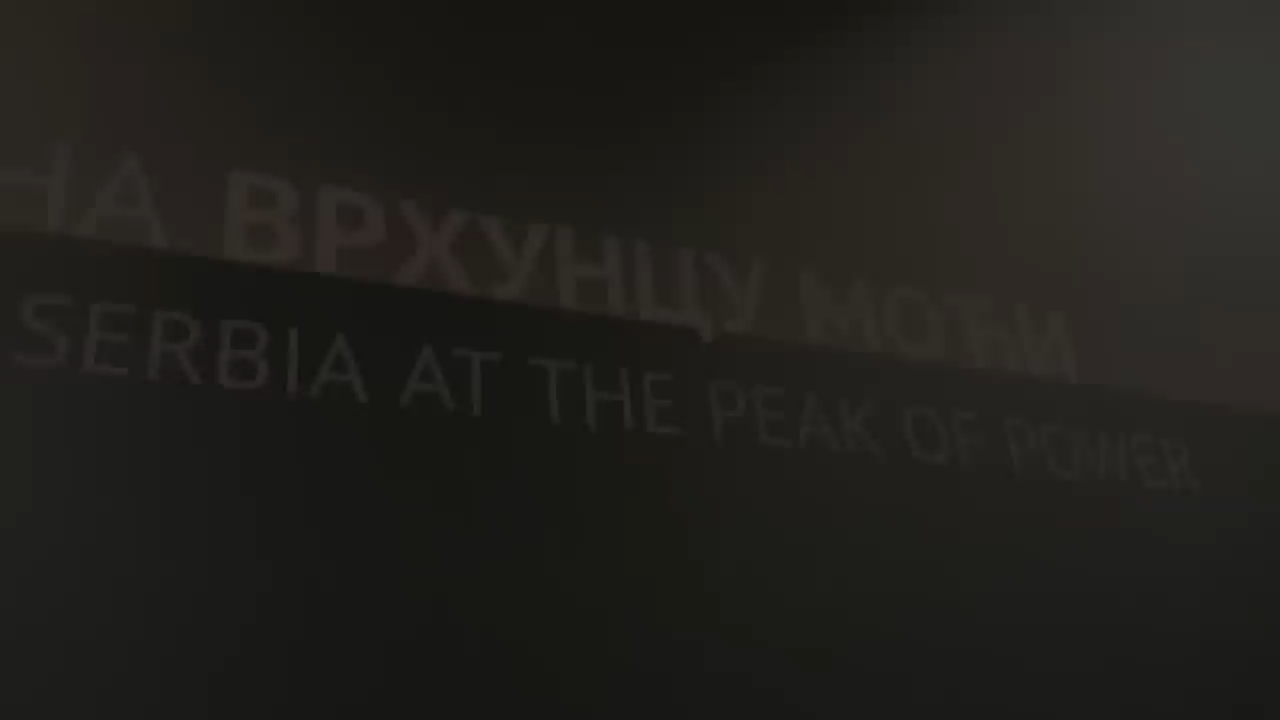 НА ВРХУНЦУ МОЋИ
SERBIA AT THE PEAK OF POWER